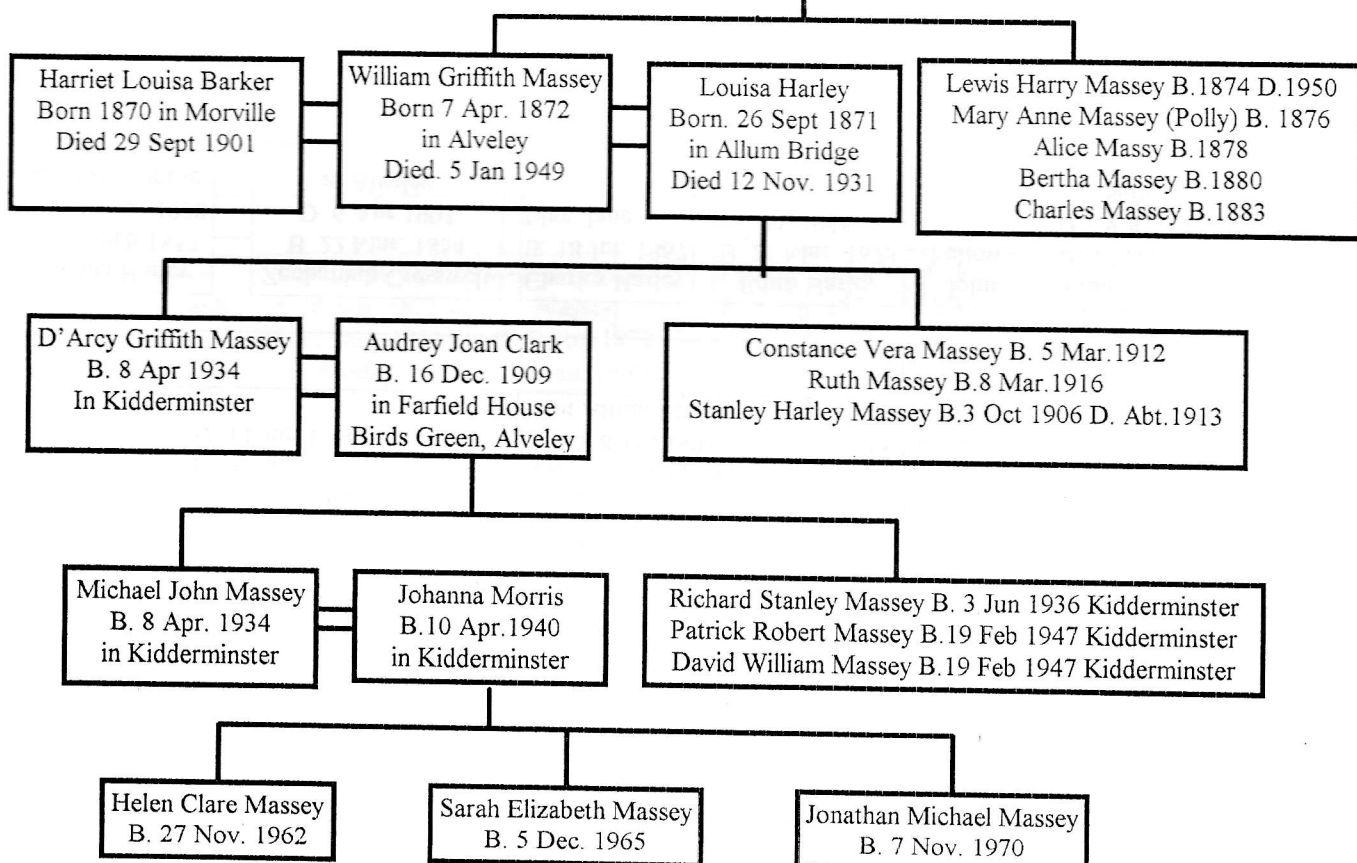 Harriet Louisa Barker
Born 1870 in Morville
Died 29 Sept 1901
William Griffith Massey
Born 7 Apr. 1872
in Alveley
Died. 5 Jan 1949
Louisa Harley
Born. 26 Sept 1871
in Allum Bridge
Died 12 Nov. 1931
Lewis Harry Massey B.1874 D.1950
Mary Anne Massey (Polly) B. 1876
Alice Massy B.1878
Bertha Massey B.1880
Charles Massey B.1883
D'Arcy Griffith Massey
B. 8 Apr 1934
In Kidderminster
Audrey Joan Clark
B. 16 Dec. 1909
in Farfield House
Birds Green, Alveley
Constance Vera Massey B. 5 Mar.1912
Ruth Massey B.8 Mar.1916
Stanley Harley Massey B.3 Oct 1906 D. Abt.1913
Michael John Massey
B. 8 Apr. 1934
in Kidderminster
Johanna Morris
B.10 Apr.1940
in Kidderminster
Richard Stanley Massey B. 3 Jun 1936 Kidderminster
Patrick Robert Massey B.19 Feb 1947 Kidderminster
David William Massey B.19 Feb 1947 Kidderminster
Helen Clare Massey
B. 27 Nov. 1962
Sarah Elizabeth Massey
B. 5 Dec. 1965
Jonathan Michael Massey
B. 7 Nov. 1970